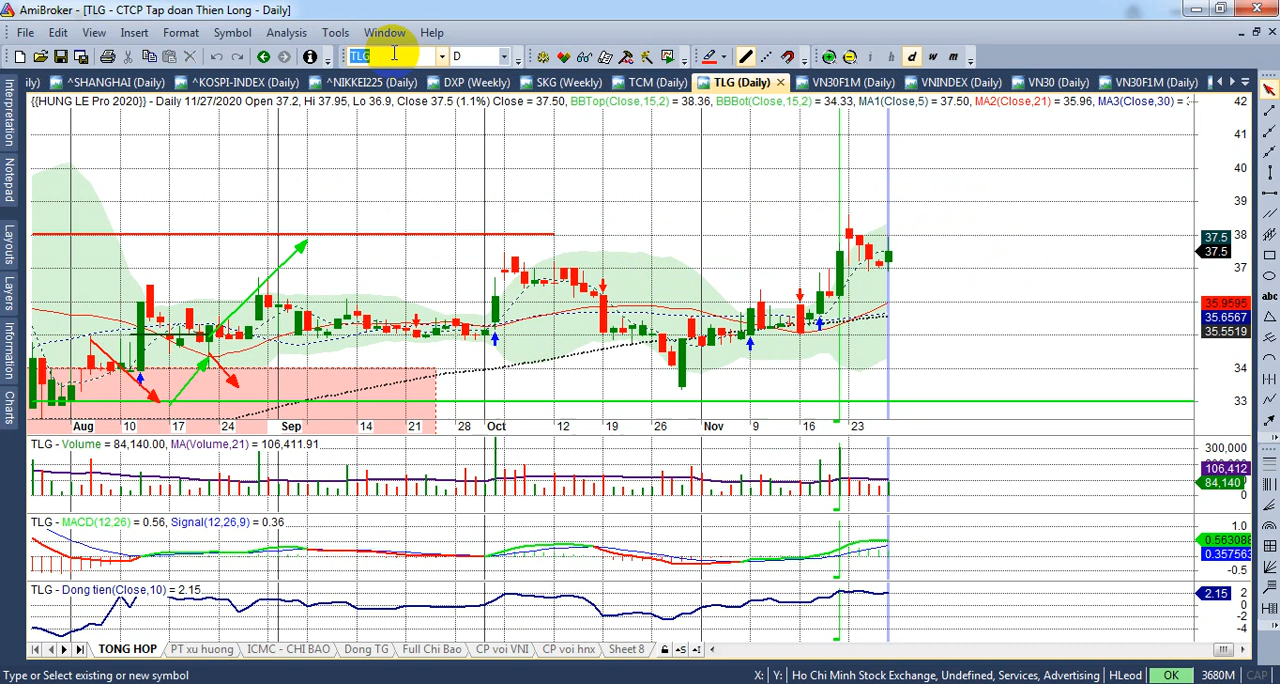 AmiBroker - [TLG - CTCP Tap doan Thien Long - Daily]
File Edit View Insert Format Symbol Analysis Tools Window Help
TLG D i h d w m
ily) ^SHANGHAI (Daily) ^KOSPI-INDEX (Daily) ^NIKKEI225 (Daily) DXP (Weekly) SKG (Weekly) TCM (Daily) TLG (Daily) VN30F1M (Daily) VNINDEX (Daily) VN30 (Daily) VN30F1M (Daily)
{{HUNG LE Pro 2020}} - Daily 11/27/2020 Open 37.2, Hi 37.95, Lo 36.9, Close 37.5 (1.1%) Close = 37.50, BBTop(Close,15,2) = 38.36, BBBot(Close,15,2) = 34.33, MA1(Close,5) = 37.50, MA2(Close,21) = 35.96, MA3(Close,30) =
Interpretation
Notepad
Layouts
Layers
Information
Charts
42
41
40
39
38
37.5
37.5
37
35.9595
35.6567
35.5519
34
33
Aug 10 17 24 Sep 14 21 28 Oct 12 19 26 Nov 9 16 23
TLG - Volume = 84,140.00, MA(Volume,21) = 106,411.91
300,000
106,412
84,140
0
TLG - MACD(12,26) = 0.56, Signal(12,26,9) = 0.36
1.0
0.563088
0.357563
-0.5
TLG - Dong tien(Close,10) = 2.15
2.15
2
0
-2
-4
TONG HOP PT xu huong ICMC - CHI BAO Dong TG Full Chi Bao CP voi VNI CP voi hnx Sheet 8
abc
Type or Select existing or new symbol X: Y: Ho Chi Minh Stock Exchange, Undefined, Services, Advertising HLeod OK 3680M CAP